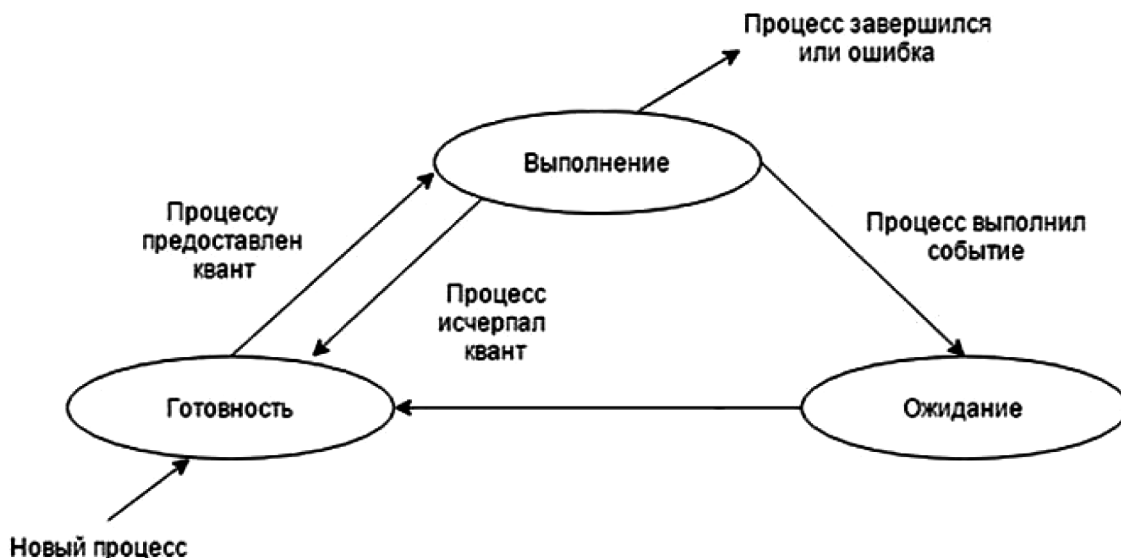 Процесс завершился
или ошибка
Выполнение
Процессу
предоставлен
квант
Процесс выполнил
событие
Процесс
исчерпал
квант
Готовность
Ожидание
Новый процесс